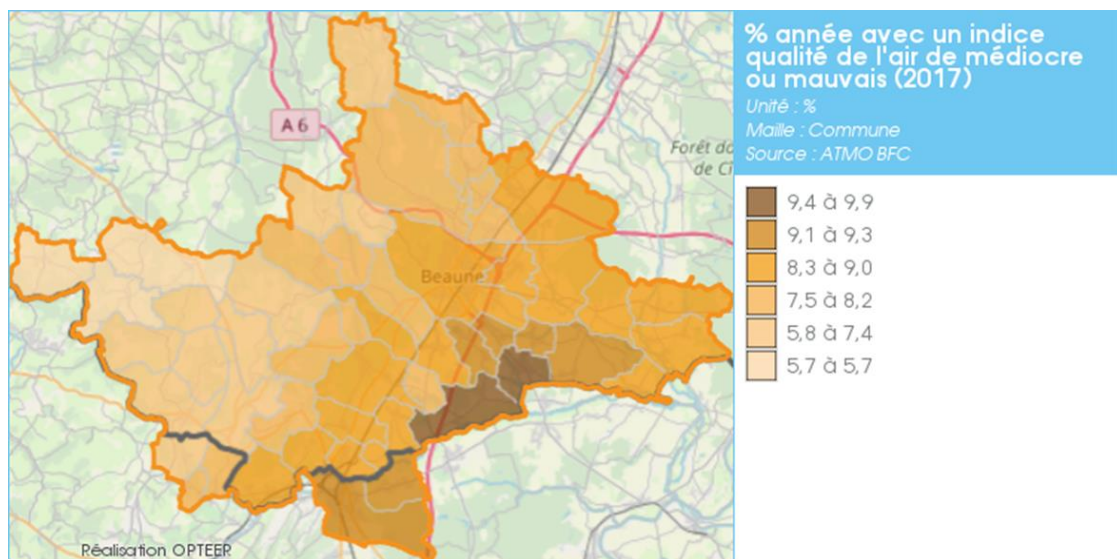 A 6
Forêt
de
Beaune
Réalisation OPTEER
% année avec un indice
qualité de l'air de médiocre
ou mauvais (2017)
Unité : %
Maille : Commune
Source : ATMO BFC
9,4 à 9,9
9,1 à 9,3
8,3 à 9,0
7,5 à 8,2
5,8 à 7,4
5,7 à 5,7